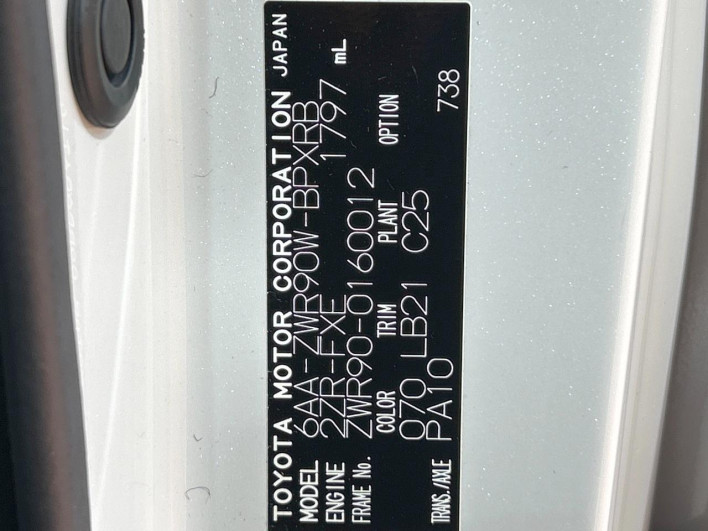 TOYOTA MOTOR CORPORATION JAPAN
MODEL 6AA-ZWR90W-BPXRB
ENGINE 2ZR-FXE 1797 mL
FRAME No. ZWR90-0160012
COLOR TRIM PLANT OPTION
070 LB21 C25
TRANS./AXLE PA10 738